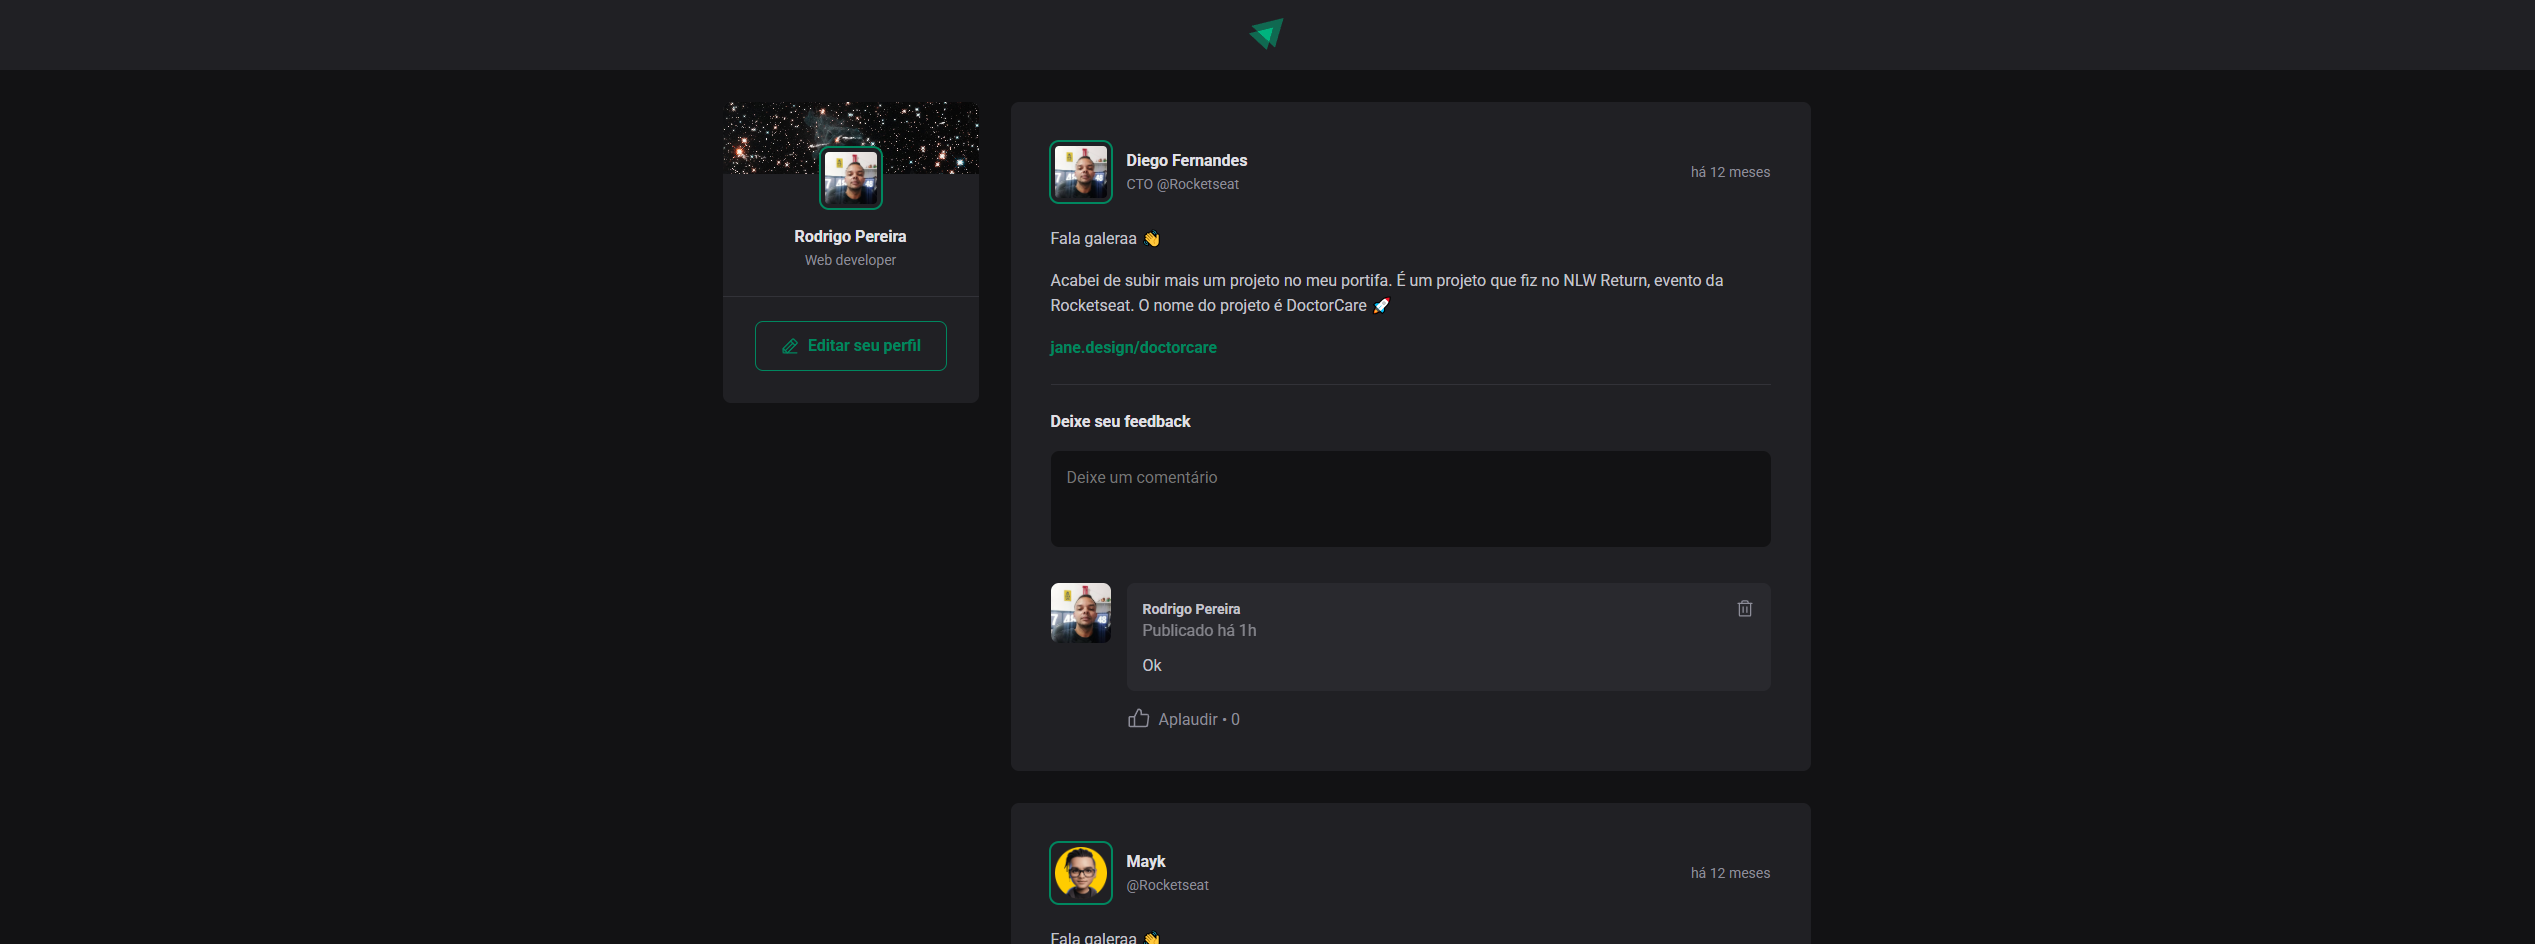 Rodrigo Pereira
Web developer
Editar seu perfil
Diego Fernandes
CTO @Rocketseat
há 12 meses
Fala galeraa 👋
Acabei de subir mais um projeto no meu portifa. É um projeto que fiz no NLW Return, evento da
Rocketseat. O nome do projeto é DoctorCare 🚀
jane.design/doctorcare
Deixe seu feedback
Deixe um comentário
Rodrigo Pereira
Publicado há 1h
Ok
Aplaudir • 0
Mayk
@Rocketseat
há 12 meses
Fala galeraa 👋